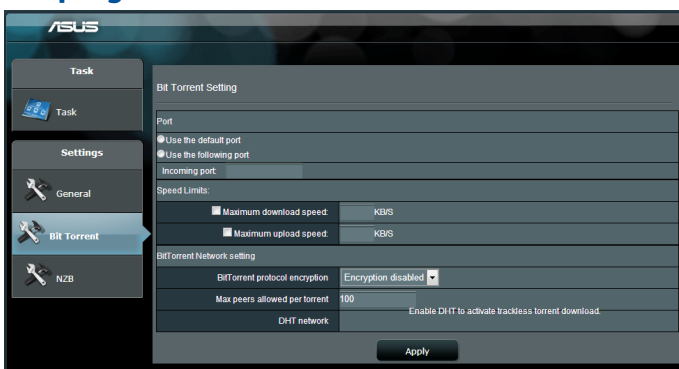 ASUS
Task
Task
Settings
General
Bit Torrent
NZB
Bit Torrent Setting
Port
Use the default port
Use the following port
Incoming port:
Speed Limits:
Maximum download speed: KB/S
Maximum upload speed: KB/S
BitTorrent Network setting
BitTorrent protocol encryption Encryption disabled
Max peers allowed per torrent 100
DHT network Enable DHT to activate trackless torrent download.
Apply